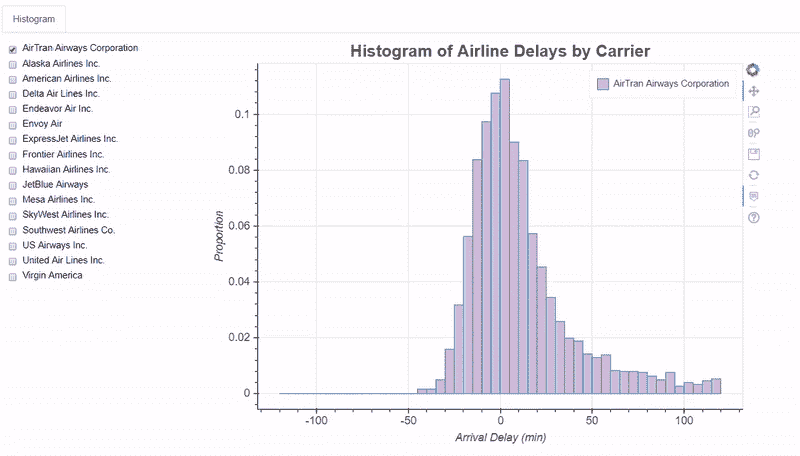 Histogram
AirTran Airways Corporation
Alaska Airlines Inc.
American Airlines Inc.
Delta Air Lines Inc.
Endeavor Air Inc.
Envoy Air
ExpressJet Airlines Inc.
Frontier Airlines Inc.
Hawaiian Airlines Inc.
JetBlue Airways
Mesa Airlines Inc.
SkyWest Airlines Inc.
Southwest Airlines Co.
US Airways Inc.
United Air Lines Inc.
Virgin America
Histogram of Airline Delays by Carrier
AirTran Airways Corporation
Proportion
0.1
0.08
0.06
0.04
0.02
0
-100 -50 0 50 100
Arrival Delay (min)